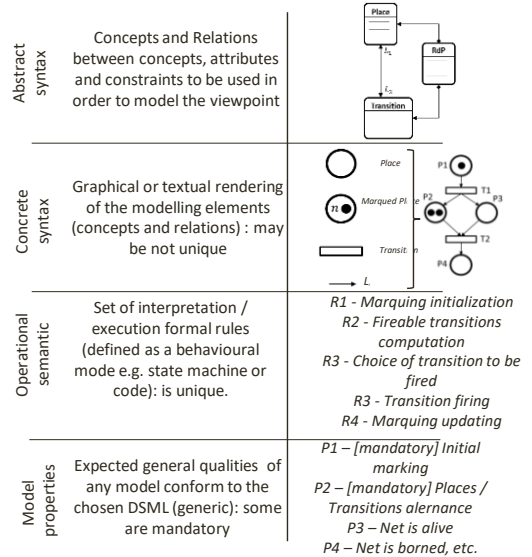 Abstract
syntax
Concepts and Relations
between concepts, attributes
and constraints to be used in
order to model the viewpoint
Place
RdP
Transition
Concrete
syntax
Graphical or textual rendering
of the modelling elements
(concepts and relations) : may
be not unique
Place
n
Marqued Pl
Transiti
L
P1
T1
P2
P3
T2
P4
Operational
semantic
Set of interpretation /
execution formal rules
(defined as a behavioural
mode e.g. state machine or
code): is unique.
R1 - Marquing initialization
R2 - Fireable transitions
computation
R3 - Choice of transition to be
fired
R3 - Transition firing
R4 - Marquing updating
Model
properties
Expected general qualities of
any model conform to the
chosen DSML (generic): some
are mandatory
P1 – [mandatory] Initial
marking
P2 – [mandatory] Places /
Transitions alernance
P3 – Net is alive
P4 – Net is borned, etc.